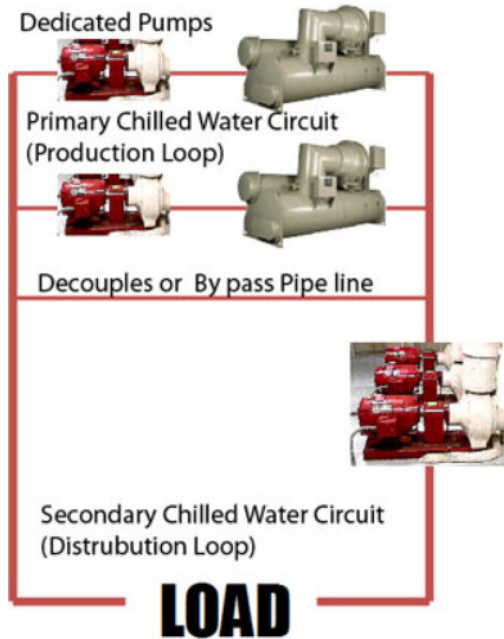 Dedicated Pumps
Primary Chilled Water Circuit
(Production Loop)
Decouples or By pass Pipe line
Secondary Chilled Water Circuit
(Distrubution Loop)
LOAD